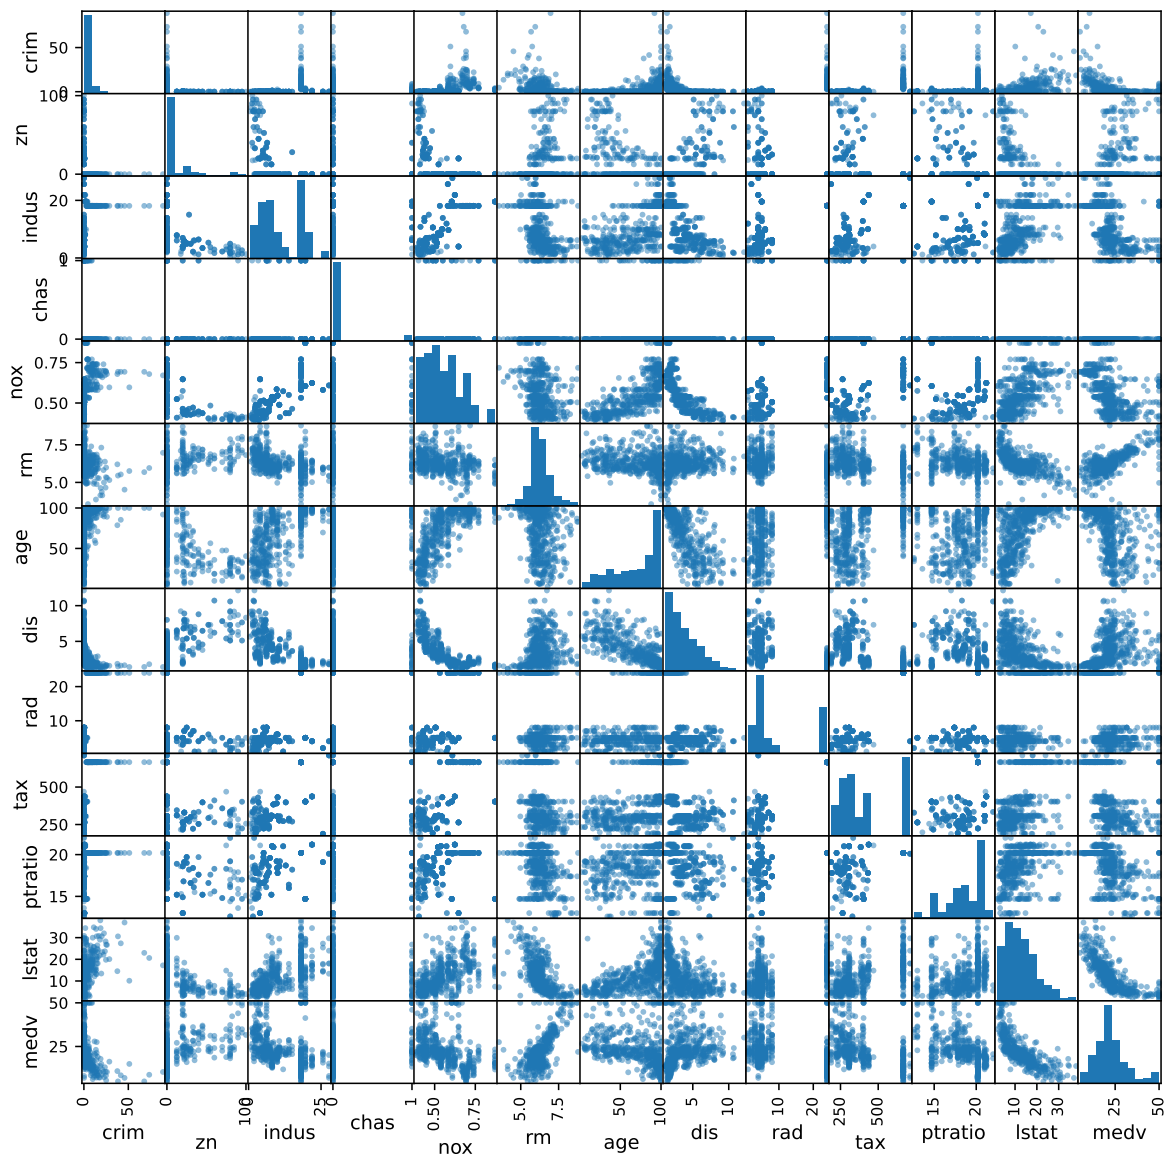 crim
50
0
zn
100
0
indus
20
0
chas
1
0
nox
0.75
0.50
rm
7.5
5.0
age
100
50
dis
10
5
rad
20
10
tax
500
250
ptratio
20
15
lstat
30
20
10
medv
50
25
0 50 0 100 0 25 0 1 0.50 0.75 5.0 7.5 50 100 5 10 10 20 250 500 15 20 10 20 30 25 50
crim zn indus chas nox rm age dis rad tax ptratio lstat medv